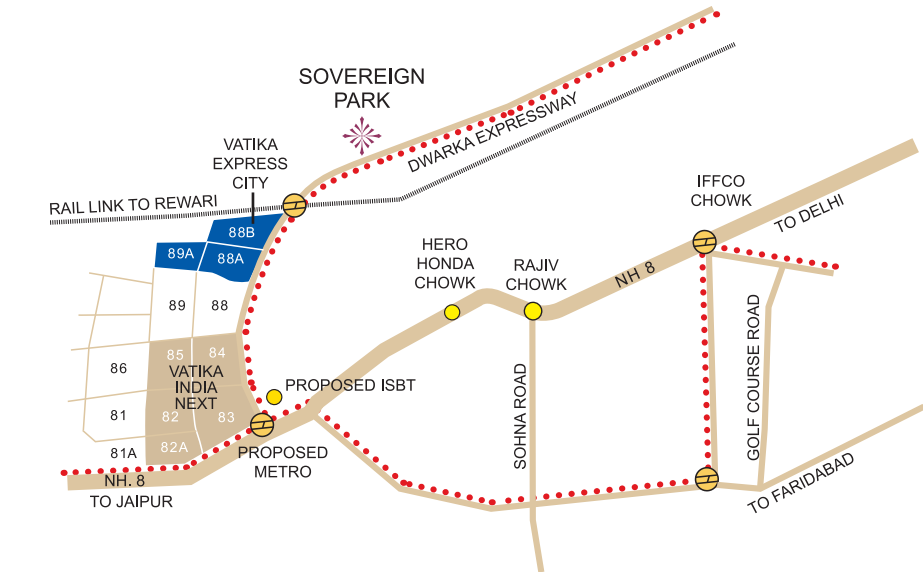 SOVEREIGN
PARK
VATIKA
EXPRESS
CITY
DWARKA EXPRESSWAY
RAIL LINK TO REWARI
IFFCO
CHOWK
TO DELHI
88B
89A
88A
HERO
HONDA
CHOWK
RAJIV
CHOWK
NH. 8
89
88
GOLF COURSE ROAD
85
84
86
VATIKA
INDIA
NEXT
PROPOSED ISBT
81
82
83
SOHNA ROAD
82A
81A
PROPOSED
METRO
NH. 8
TO JAIPUR
TO FARIDABAD